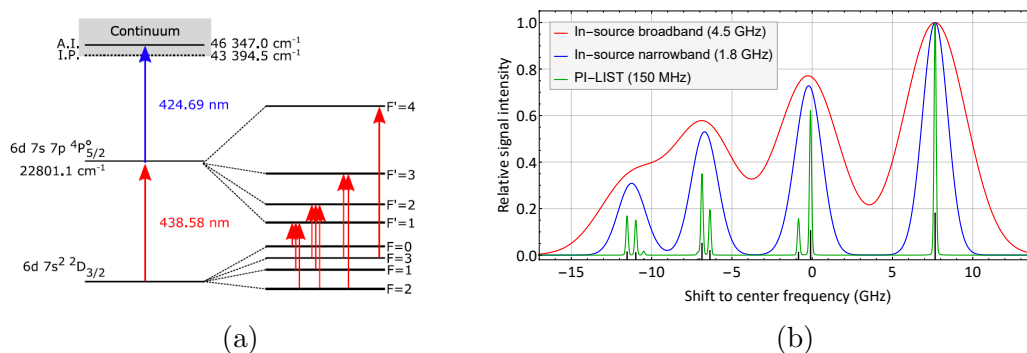 Continuum
A.I.
46 347.0 cm⁻¹
I.P.
43 394.5 cm⁻¹
424.69 nm
F'=4
6d 7s 7p ⁴P°₅/₂
22801.1 cm⁻¹
F'=3
F'=2
F'=1
438.58 nm
F=0
F=3
6d 7s² ²D₃/₂
F=1
F=2
(a)
In-source broadband (4.5 GHz)
In-source narrowband (1.8 GHz)
PI-LIST (150 MHz)
Relative signal intensity
1.0
0.8
0.6
0.4
0.2
0.0
-15 -10 -5 0 5 10
Shift to center frequency (GHz)
(b)